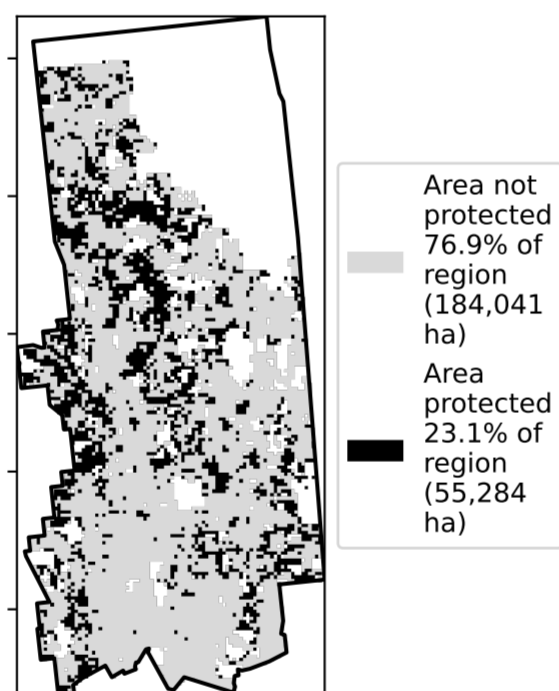 Area not
protected
76.9% of
region
(184,041
ha)
Area
protected
23.1% of
region
(55,284
ha)